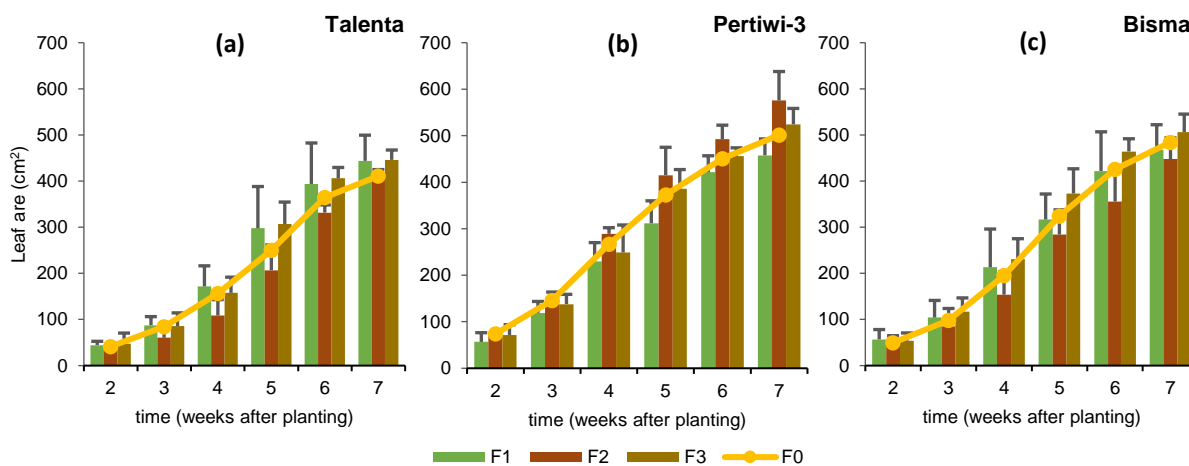 Talenta
(a)
Leaf are (cm²)
700
600
500
400
300
200
100
0
2 3 4 5 6 7
time (weeks after planting)
Pertiwi-3
(b)
700
600
500
400
300
200
100
0
2 3 4 5 6 7
time (weeks after planting)
Bisma
(c)
700
600
500
400
300
200
100
0
2 3 4 5 6 7
time (weeks after planting)
F1 F2 F3 F0